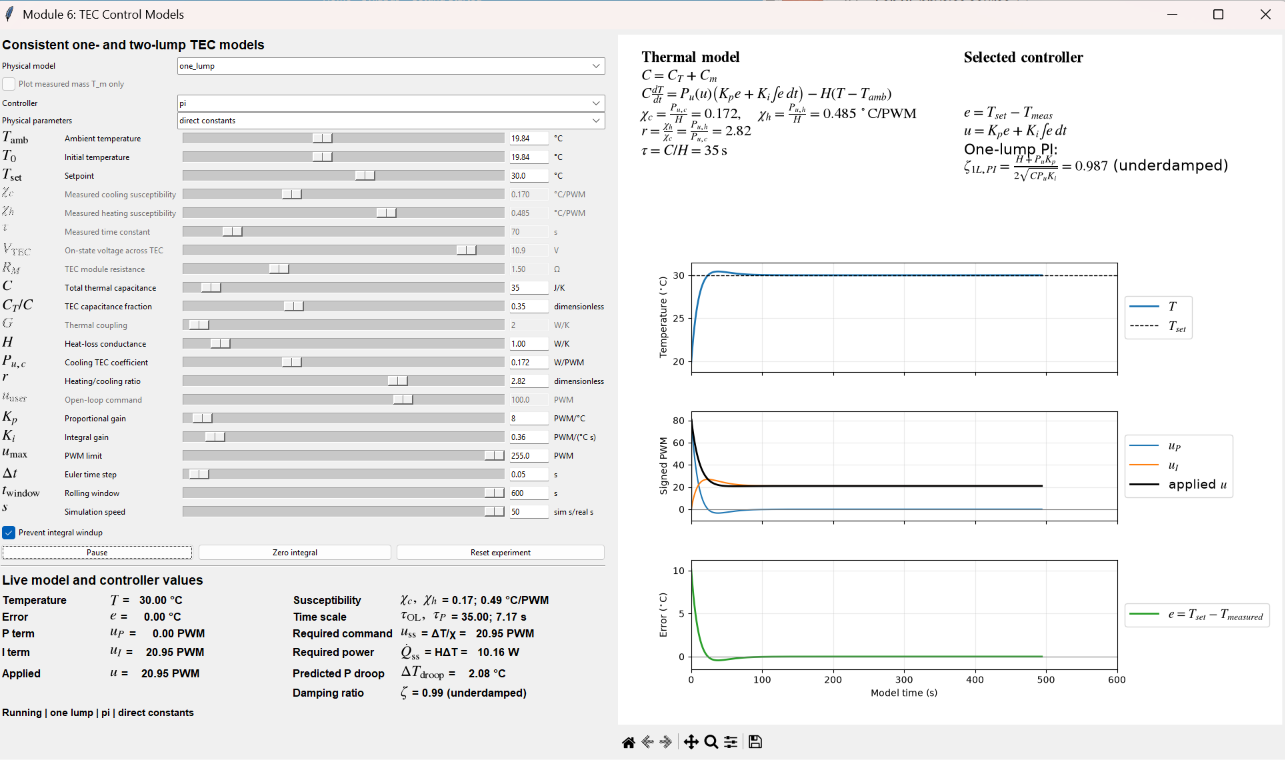 Module 6: TEC Control Models
Consistent one- and two-lump TEC models
Physical model one_lump
Plot measured mass T_m only
Controller pi
Physical parameters direct constants
T_amb Ambient temperature 19.84 °C
T_0 Initial temperature 19.84 °C
T_set Setpoint 30.0 °C
χ_c Measured cooling susceptibility 0.170 °C/PWM
χ_h Measured heating susceptibility 0.485 °C/PWM
τ Measured time constant 70 s
V_TEC On-state voltage across TEC 10.9 V
R_M TEC module resistance 1.50 Ω
C Total thermal capacitance 35 J/K
C_T/C TEC capacitance fraction 0.35 dimensionless
G Thermal coupling 2 W/K
H Heat-loss conductance 1.00 W/K
P_u,c Cooling TEC coefficient 0.172 W/PWM
r Heating/cooling ratio 2.82 dimensionless
u_user Open-loop command 100.0 PWM
K_p Proportional gain 8 PWM/°C
K_i Integral gain 0.36 PWM/(°C s)
u_max PWM limit 255.0 PWM
Δt Euler time step 0.05 s
t_window Rolling window 600 s
s Simulation speed 50 sim s/real s
Prevent integral windup
Pause Zero integral Reset experiment
Live model and controller values
Temperature T = 30.00 °C Susceptibility χ_c, χ_h = 0.17; 0.49 °C/PWM
Error e = 0.00 °C Time scale τ_OL, τ_P = 35.00; 7.17 s
P term u_P = 0.00 PWM Required command u_ss = ΔT/χ = 20.95 PWM
I term u_I = 20.95 PWM Required power Q̇_ss = HΔT = 10.16 W
Applied u = 20.95 PWM Predicted P droop ΔT_droop = 2.08 °C
Damping ratio ζ = 0.99 (underdamped)
Running | one lump | pi | direct constants
Thermal model
C = C_T + C_m
C dT/dt = P_u(u)(K_p e + K_i ∫e dt) − H(T − T_amb)
χ_c = P_u,c/H = 0.172, χ_h = P_u,h/H = 0.485 °C/PWM
r = χ_h/χ_c = P_u,h/P_u,c = 2.82
τ = C/H = 35 s
Selected controller
e = T_set − T_meas
u = K_p e + K_i ∫e dt
One-lump PI:
ζ_1L,PI = (H + P_u K_p)/(2√(C P_u K_i)) = 0.987 (underdamped)
Temperature (°C)
30
25
20
T
T_set
Signed PWM
80
60
40
20
0
u_P
u_I
applied u
Error (°C)
10
5
0
e = T_set − T_measured
0 100 200 300 400 500 600
Model time (s)